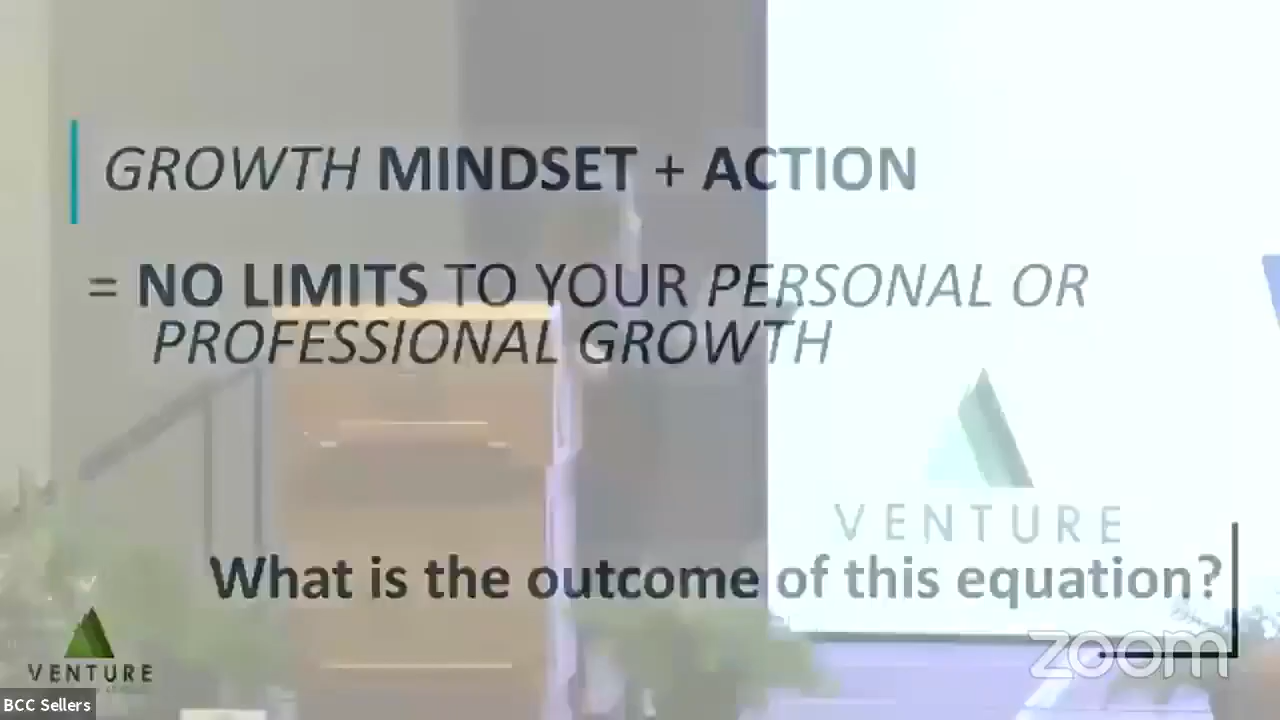 GROWTH MINDSET + ACTION
= NO LIMITS TO YOUR PERSONAL OR
PROFESSIONAL GROWTH
VENTURE
What is the outcome of this equation?
VENTURE
zoom
BCC Sellers